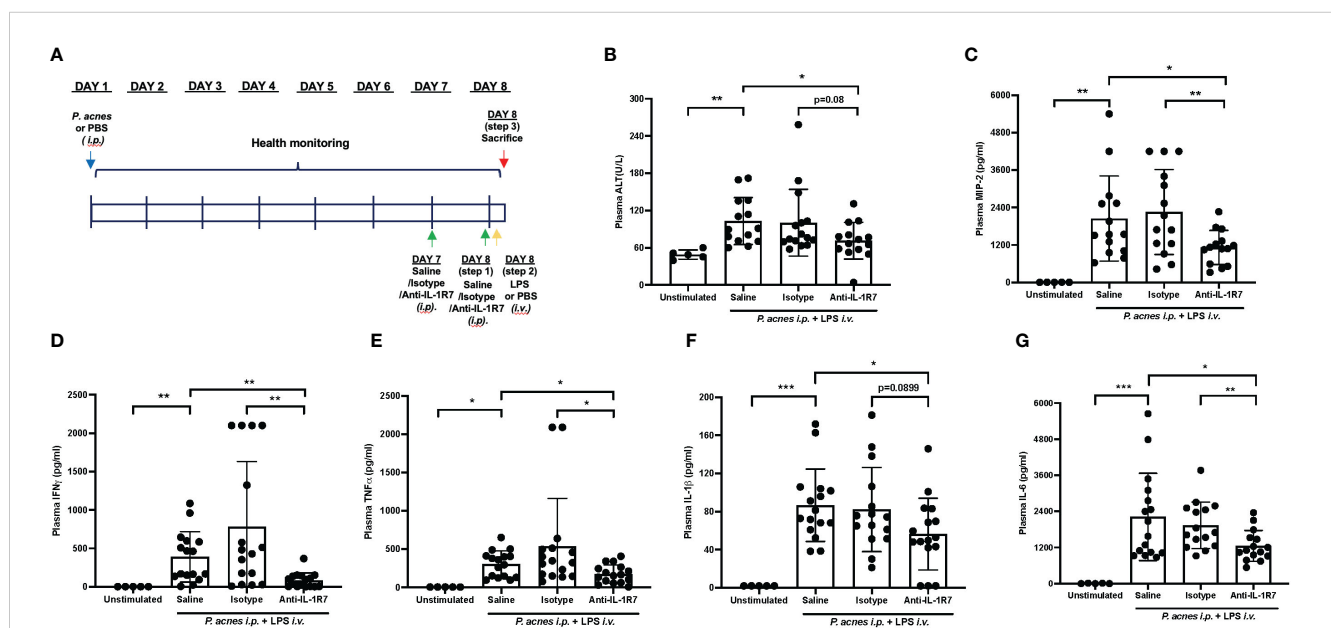 A
DAY 1 DAY 2 DAY 3 DAY 4 DAY 5 DAY 6 DAY 7 DAY 8
P. acnes
or PBS
(i.p.)
Health monitoring
DAY 8
(step 3)
Sacrifice
DAY 7
Saline
/Isotype
/Anti-IL-1R7
(i.p).
DAY 8
(step 1)
Saline
/Isotype
/Anti-IL-1R7
(i.p).
DAY 8
(step 2)
LPS
or PBS
(i.v.)
B
Plasma ALT(U/L)
300
240
180
120
60
0
**
*
p=0.08
Unstimulated Saline Isotype Anti-IL-1R7
P. acnes i.p. + LPS i.v.
C
Plasma MIP-2 (pg/ml)
6000
4800
3600
2400
1200
0
**
*
**
Unstimulated Saline Isotype Anti-IL-1R7
P. acnes i.p. + LPS i.v.
D
Plasma IFNγ (pg/ml)
2500
2000
1500
1000
500
0
**
**
**
Unstimulated Saline Isotype Anti-IL-1R7
P. acnes i.p. + LPS i.v.
E
Plasma TNFα (pg/ml)
2500
2000
1500
1000
500
0
*
*
*
Unstimulated Saline Isotype Anti-IL-1R7
P. acnes i.p. + LPS i.v.
F
Plasma IL-1β (pg/ml)
200
160
120
80
40
0
***
*
p=0.0899
Unstimulated Saline Isotype Anti-IL-1R7
P. acnes i.p. + LPS i.v.
G
Plasma IL-6 (pg/ml)
6000
4800
3600
2400
1200
0
***
*
**
Unstimulated Saline Isotype Anti-IL-1R7
P. acnes i.p. + LPS i.v.